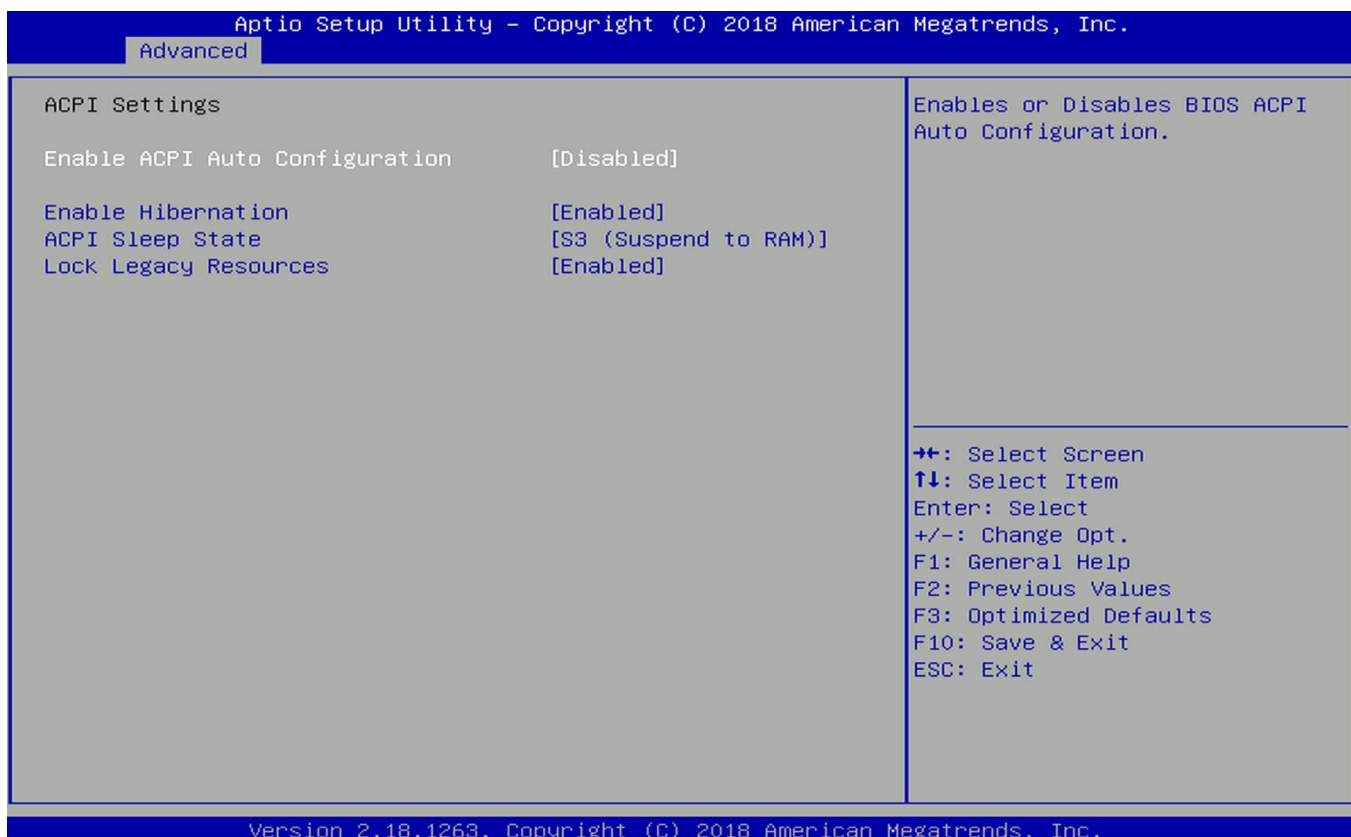 Aptio Setup Utility – Copyright (C) 2018 American Megatrends, Inc.
Advanced
ACPI Settings
Enable ACPI Auto Configuration [Disabled]
Enable Hibernation [Enabled]
ACPI Sleep State [S3 (Suspend to RAM)]
Lock Legacy Resources [Enabled]
Enables or Disables BIOS ACPI
Auto Configuration.
→←: Select Screen
↑↓: Select Item
Enter: Select
+/-: Change Opt.
F1: General Help
F2: Previous Values
F3: Optimized Defaults
F10: Save & Exit
ESC: Exit
Version 2.18.1263. Copyright (C) 2018 American Megatrends, Inc.